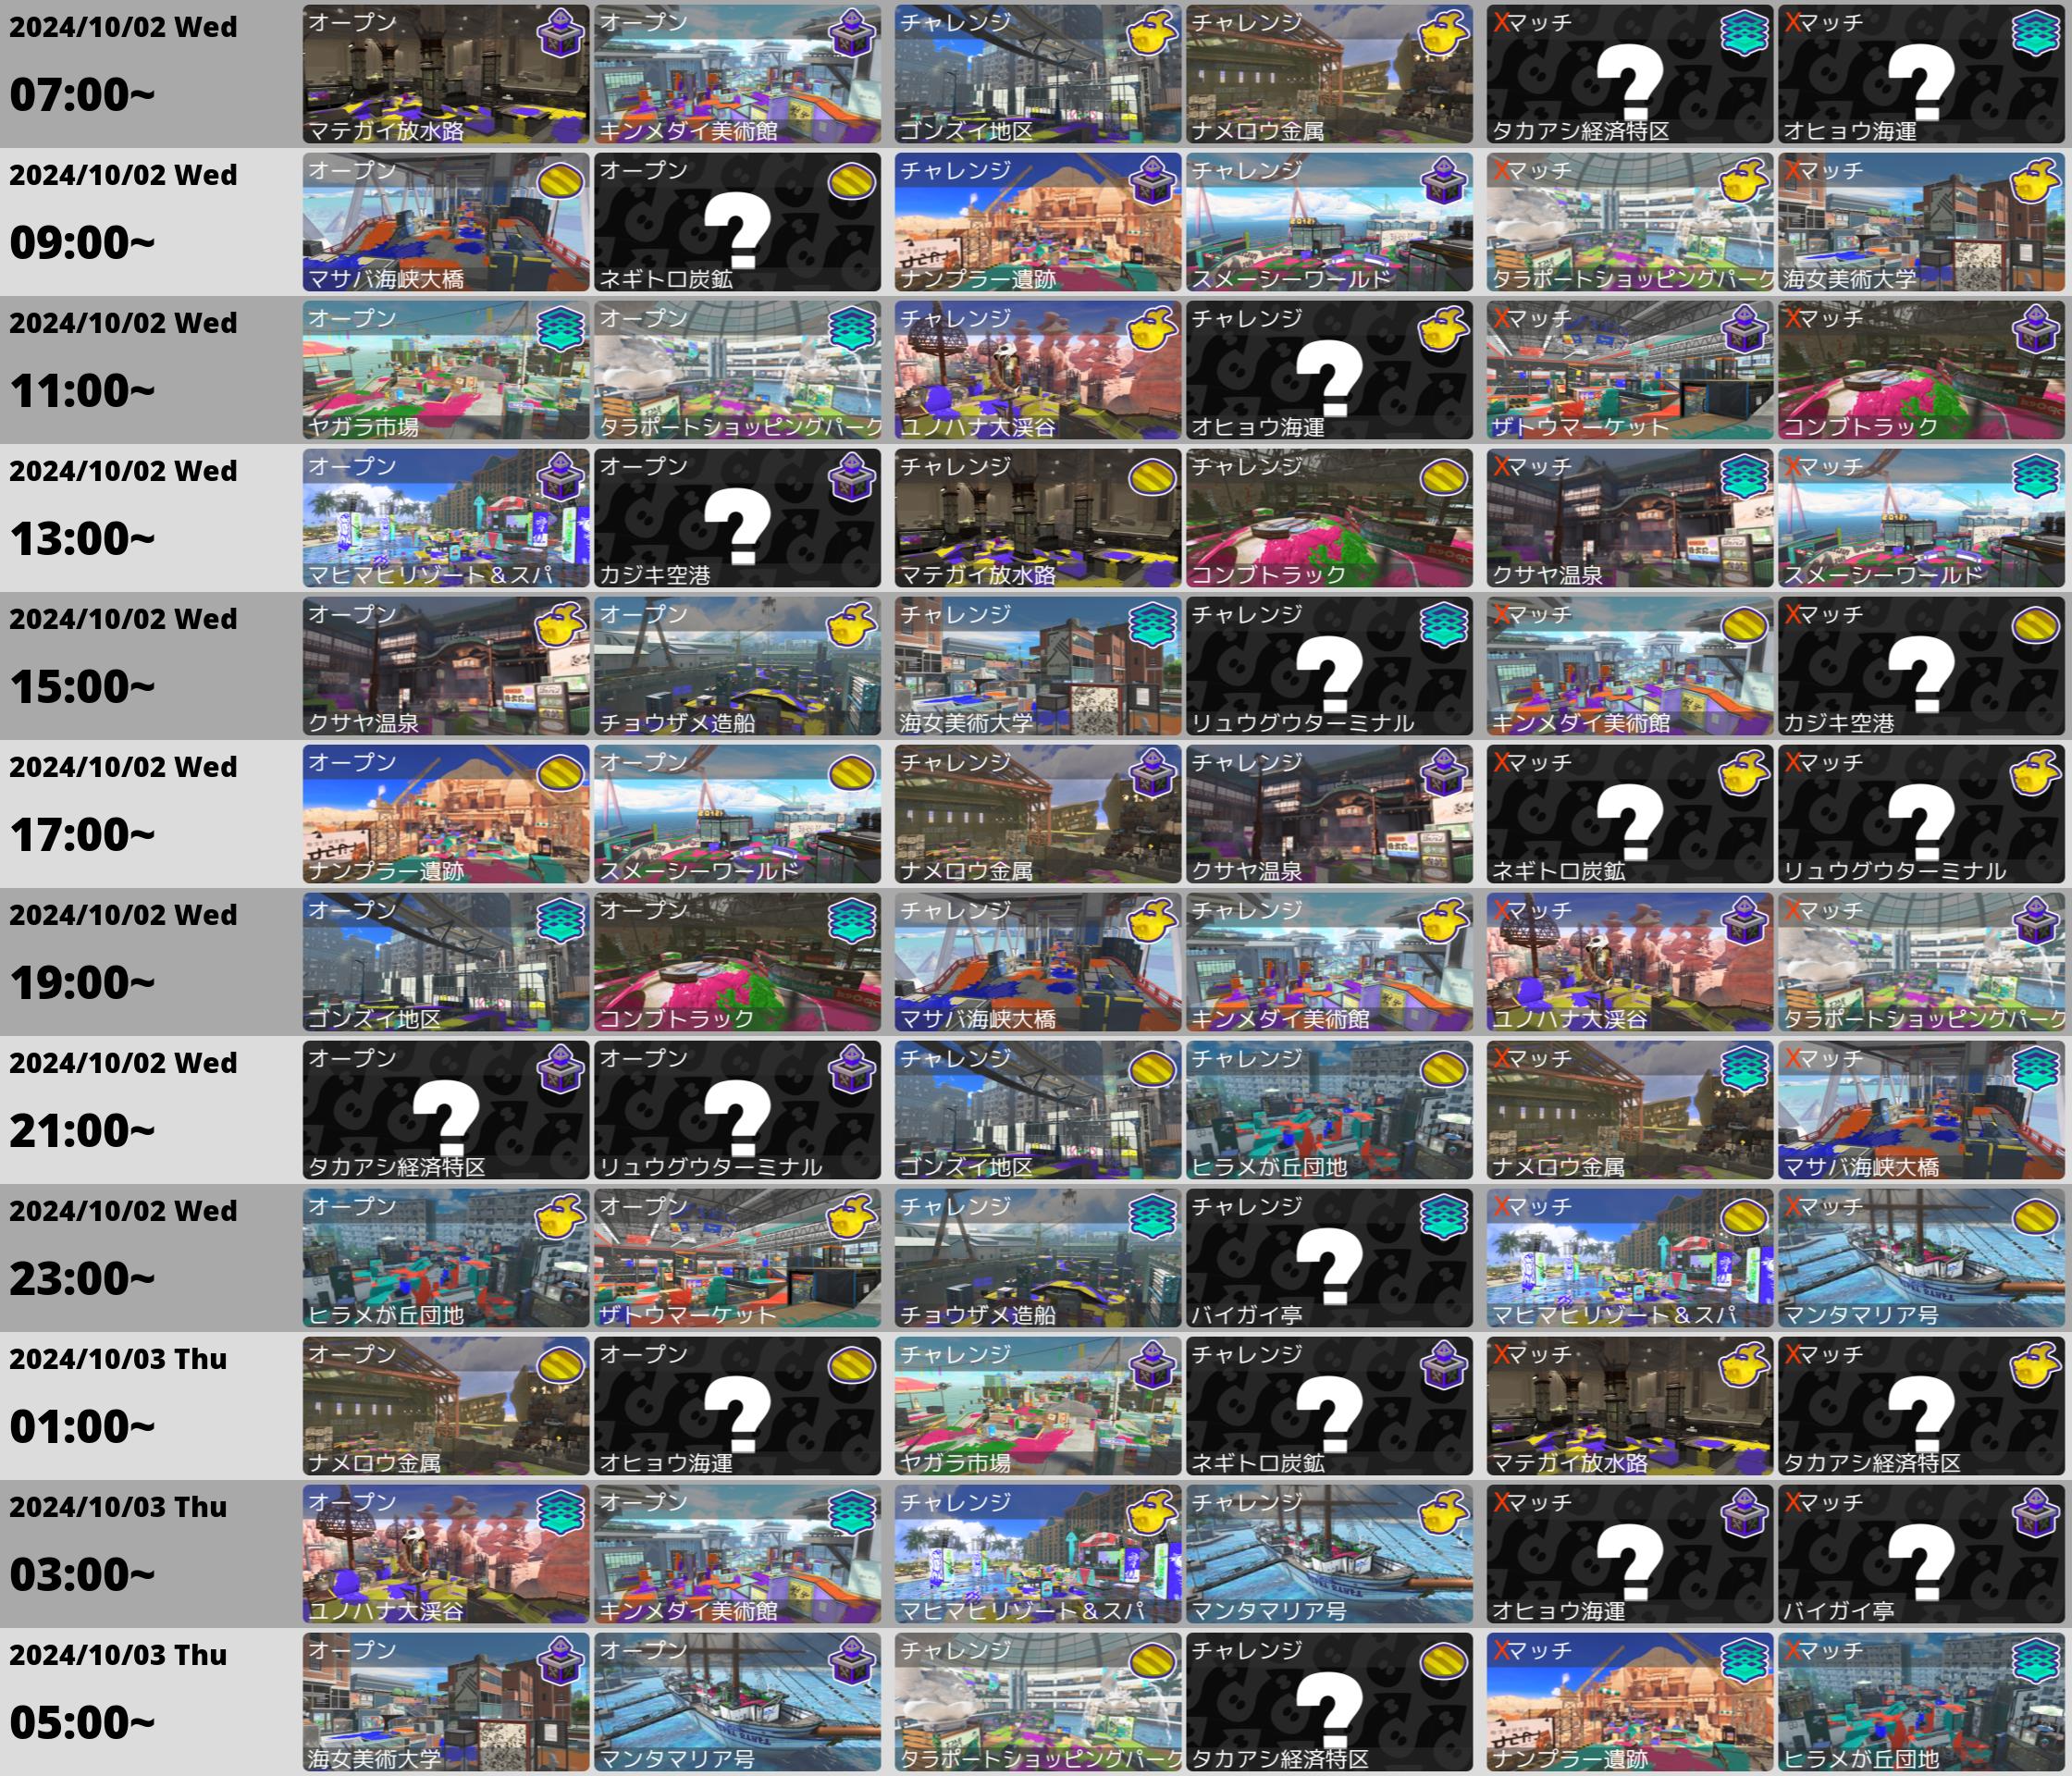 2024/10/02 Wed
07:00~
オープン オープン チャレンジ チャレンジ Xマッチ Xマッチ
マテガイ放水路 キンメダイ美術館 ゴンズイ地区 ナメロウ金属 タカアシ経済特区 オヒョウ海運
2024/10/02 Wed
09:00~
オープン オープン チャレンジ チャレンジ Xマッチ Xマッチ
マサバ海峡大橋 ネギトロ炭鉱 ナンプラー遺跡 スメーシーワールド タラポートショッピングパーク 海女美術大学
2024/10/02 Wed
11:00~
オープン オープン チャレンジ チャレンジ Xマッチ Xマッチ
ヤガラ市場 タラポートショッピングパーク ユノハナ大渓谷 オヒョウ海運 ザトウマーケット コンブトラック
2024/10/02 Wed
13:00~
オープン オープン チャレンジ チャレンジ Xマッチ Xマッチ
マヒマヒリゾート&スパ カジキ空港 マテガイ放水路 コンブトラック クサヤ温泉 スメーシーワールド
2024/10/02 Wed
15:00~
オープン オープン チャレンジ チャレンジ Xマッチ Xマッチ
クサヤ温泉 チョウザメ造船 海女美術大学 リュウグウターミナル キンメダイ美術館 カジキ空港
2024/10/02 Wed
17:00~
オープン オープン チャレンジ チャレンジ Xマッチ Xマッチ
ナンプラー遺跡 スメーシーワールド ナメロウ金属 クサヤ温泉 ネギトロ炭鉱 リュウグウターミナル
2024/10/02 Wed
19:00~
オープン オープン チャレンジ チャレンジ Xマッチ Xマッチ
ゴンズイ地区 コンブトラック マサバ海峡大橋 キンメダイ美術館 ユノハナ大渓谷 タラポートショッピングパーク
2024/10/02 Wed
21:00~
オープン オープン チャレンジ チャレンジ Xマッチ Xマッチ
タカアシ経済特区 リュウグウターミナル ゴンズイ地区 ヒラメが丘団地 ナメロウ金属 マサバ海峡大橋
2024/10/02 Wed
23:00~
オープン オープン チャレンジ チャレンジ Xマッチ Xマッチ
ヒラメが丘団地 ザトウマーケット チョウザメ造船 バイガイ亭 マヒマヒリゾート&スパ マンタマリア号
2024/10/03 Thu
01:00~
オープン オープン チャレンジ チャレンジ Xマッチ Xマッチ
ナメロウ金属 オヒョウ海運 ヤガラ市場 ネギトロ炭鉱 マテガイ放水路 タカアシ経済特区
2024/10/03 Thu
03:00~
オープン オープン チャレンジ チャレンジ Xマッチ Xマッチ
ユノハナ大渓谷 キンメダイ美術館 マヒマヒリゾート&スパ マンタマリア号 オヒョウ海運 バイガイ亭
2024/10/03 Thu
05:00~
オープン オープン チャレンジ チャレンジ Xマッチ Xマッチ
海女美術大学 マンタマリア号 タラポートショッピングパーク タカアシ経済特区 ナンプラー遺跡 ヒラメが丘団地